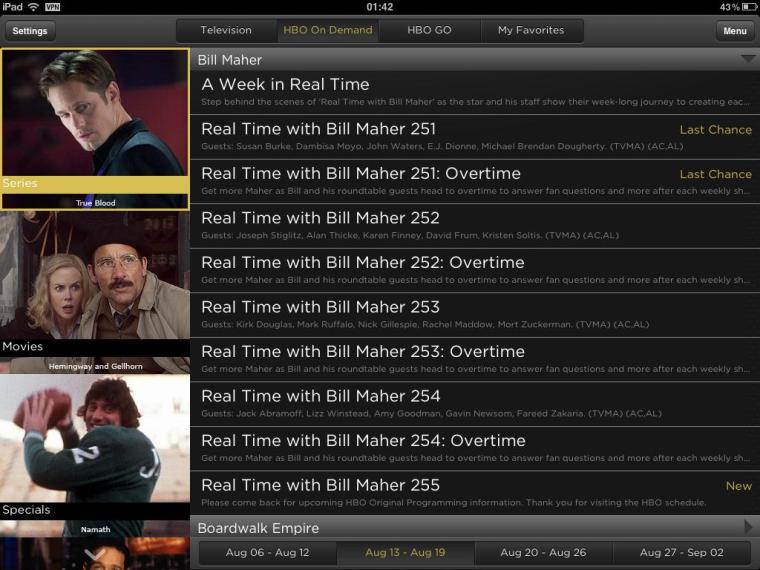 iPad VPN 01:42 43%
Settings Television HBO On Demand HBO GO My Favorites Menu
Series
True Blood
Movies
Hemingway and Gellhorn
Specials
Namath
Bill Maher
A Week in Real Time
Step behind the scenes of 'Real Time with Bill Maher' as the star and his staff show their week-long journey to creating eac...
Real Time with Bill Maher 251 Last Chance
Guests: Susan Burke, Dambisa Moyo, John Waters, E.J. Dionne, Michael Brendan Dougherty. (TVMA) (AC,AL)
Real Time with Bill Maher 251: Overtime Last Chance
Get more Maher as Bill and his roundtable guests head to overtime to answer fan questions and more after each weekly sh...
Real Time with Bill Maher 252
Guests: Joseph Stiglitz, Alan Thicke, Karen Finney, David Frum, Kristen Soltis. (TVMA) (AC,AL)
Real Time with Bill Maher 252: Overtime
Get more Maher as Bill and his roundtable guests head to overtime to answer fan questions and more after each weekly sh...
Real Time with Bill Maher 253
Guests: Kirk Douglas, Mark Ruffalo, Nick Gillespie, Rachel Maddow, Mort Zuckerman. (TVMA) (AC,AL)
Real Time with Bill Maher 253: Overtime
Get more Maher as Bill and his roundtable guests head to overtime to answer fan questions and more after each weekly sh...
Real Time with Bill Maher 254
Guests: Jack Abramoff, Lizz Winstead, Amy Goodman, Gavin Newsom, Fareed Zakaria. (TVMA) (AC,AL)
Real Time with Bill Maher 254: Overtime
Get more Maher as Bill and his roundtable guests head to overtime to answer fan questions and more after each weekly sh...
Real Time with Bill Maher 255 New
Please come back for upcoming HBO Original Programming information. Thank you for visiting the HBO schedule.
Boardwalk Empire
Aug 06 - Aug 12 Aug 13 - Aug 19 Aug 20 - Aug 26 Aug 27 - Sep 02